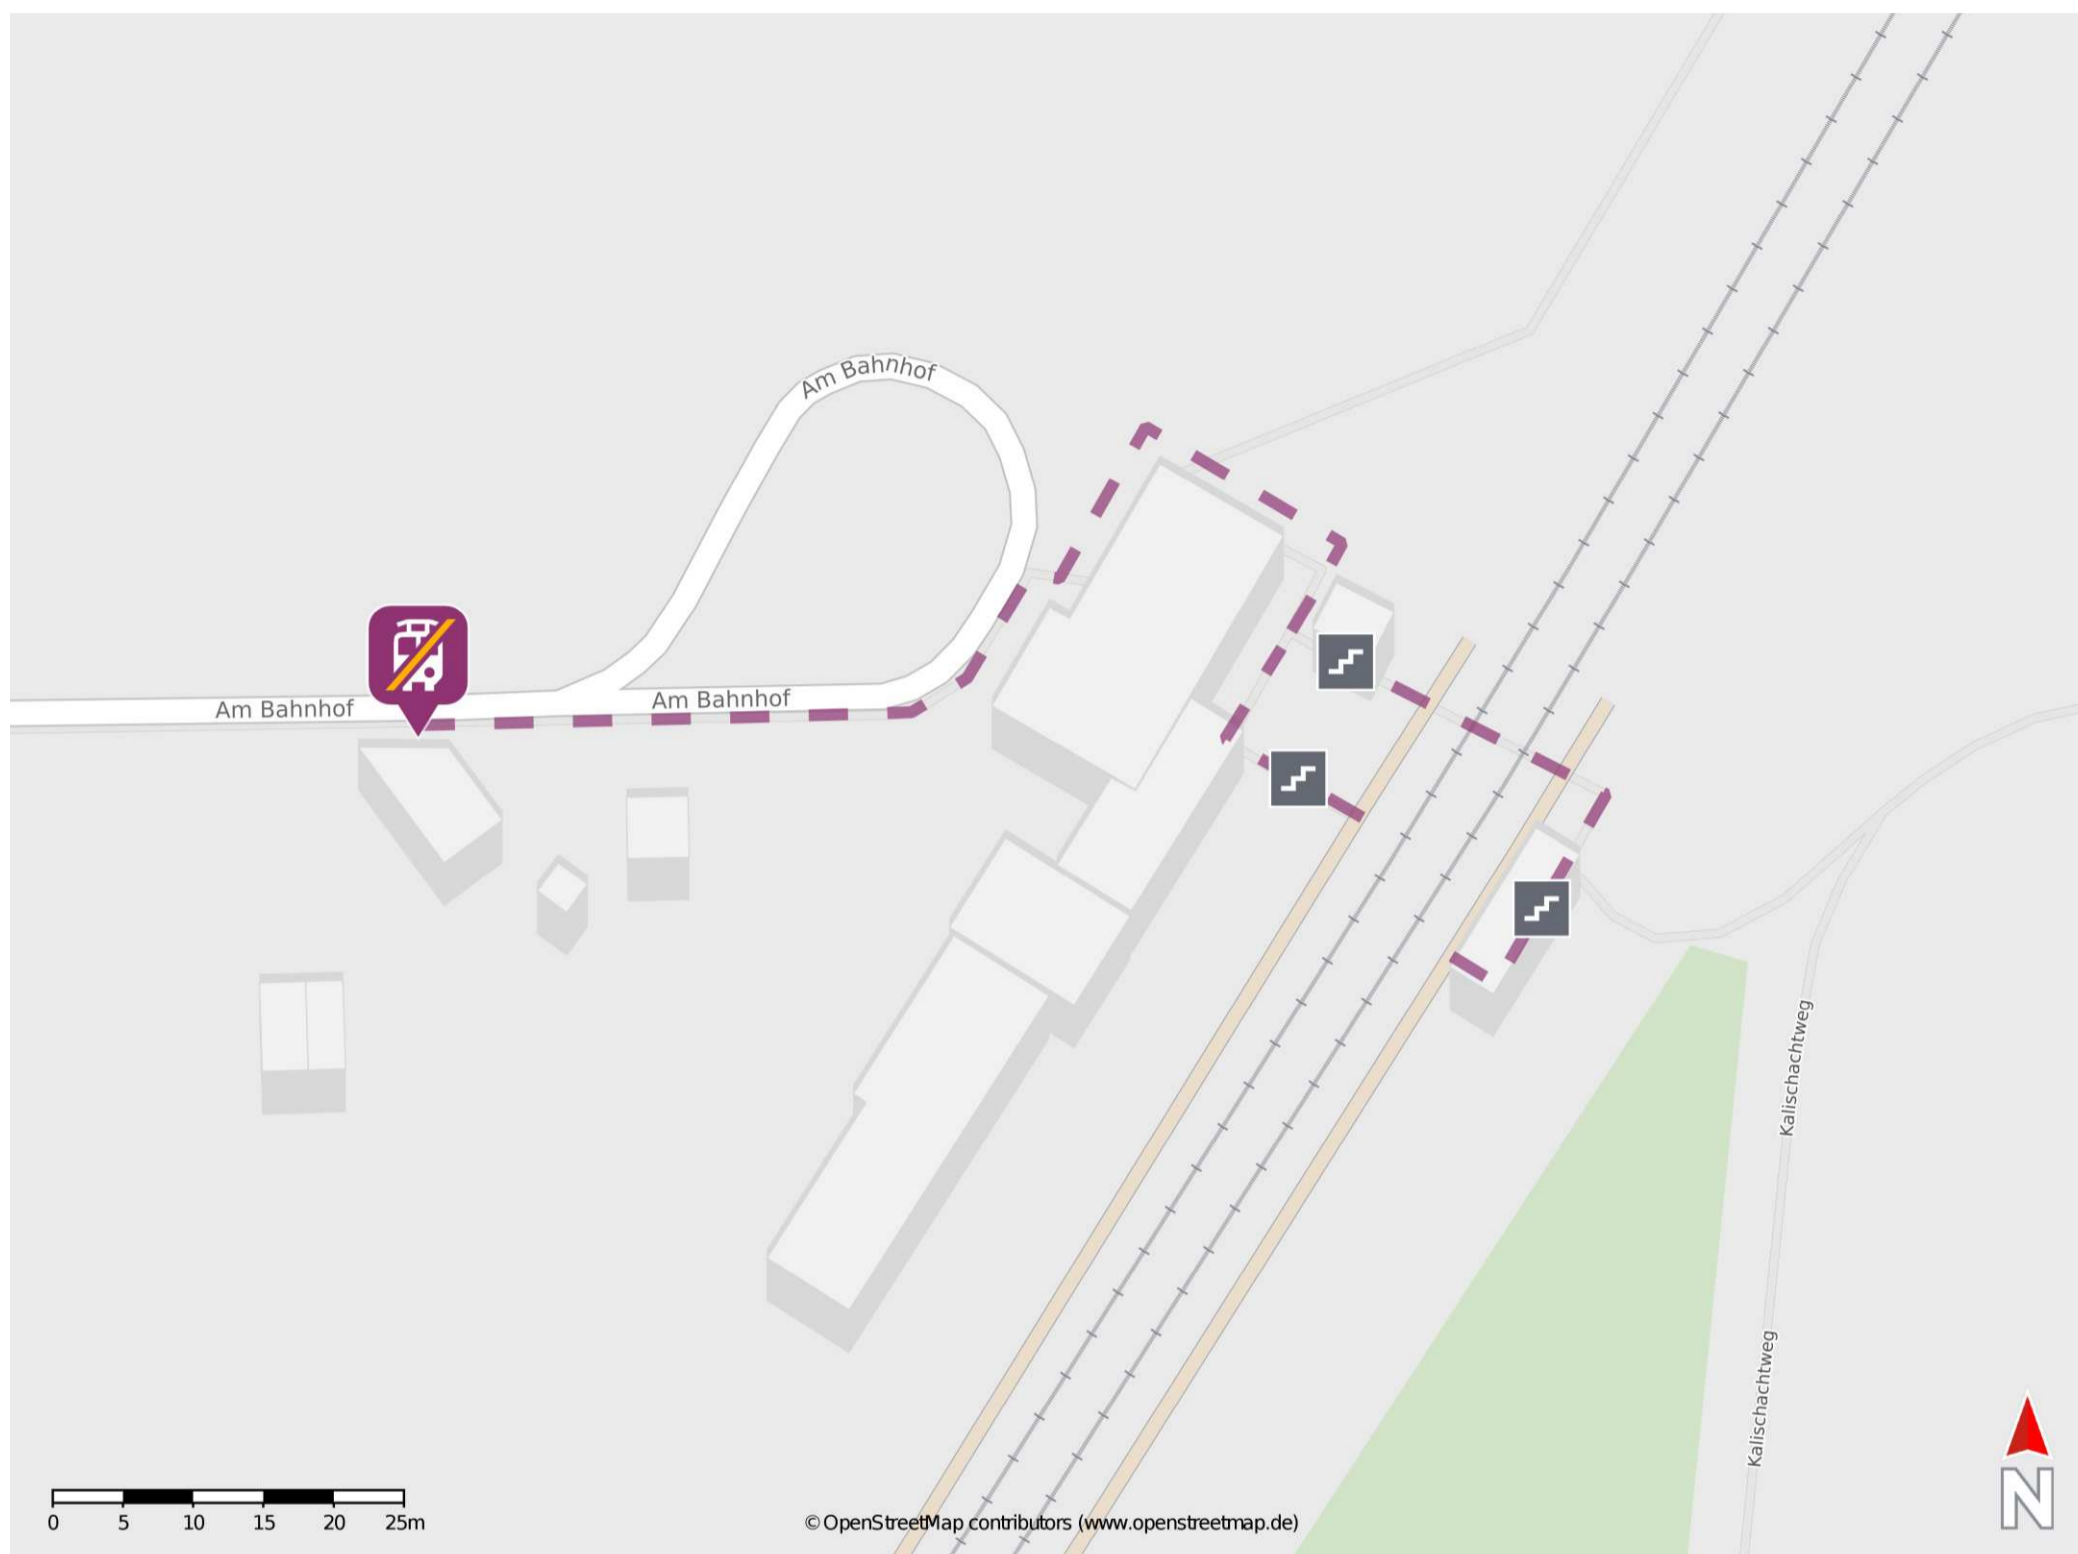 Am Bahnhof
Am Bahnhof
Am Bahnhof
Kalischachtweg
Kalischachtweg
0 5 10 15 20 25m
© OpenStreetMap contributors (www.openstreetmap.de)
N